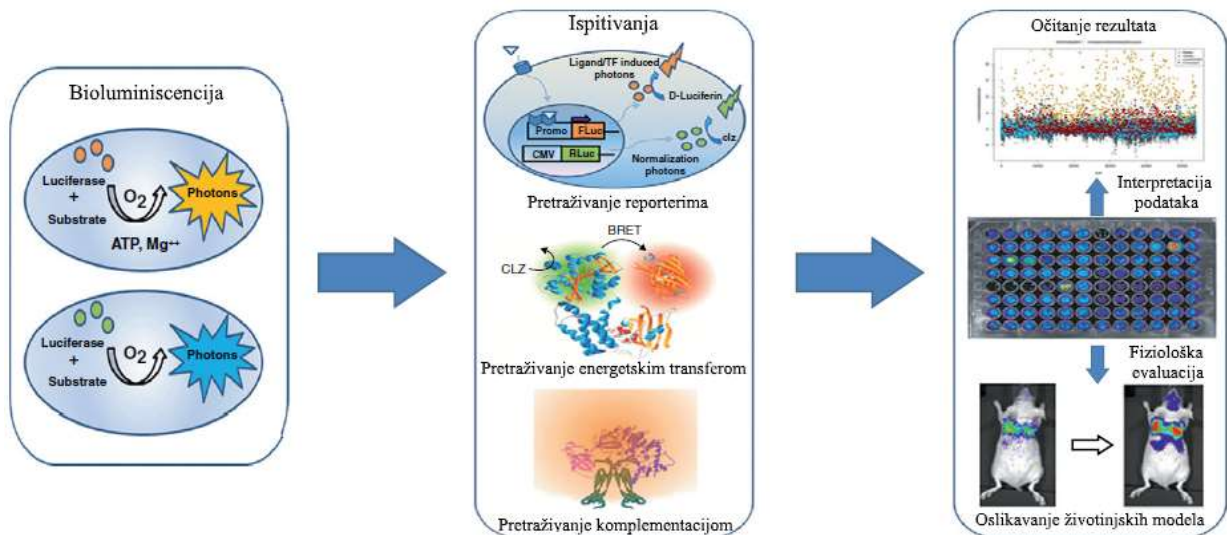 Bioluminiscencija
Luciferase
+
Substrate
O2
Photons
ATP, Mg++
Luciferase
+
Substrate
O2
Photons
Ispitivanja
Ligand/TF induced
photons
D-Luciferin
Promo FLuc
CMV RLuc
clz
Normalization
photons
Pretraživanje reporterima
BRET
CLZ
Pretraživanje energetskim transferom
Pretraživanje komplementacijom
Očitanje rezultata
Interpretacija
podataka
Fiziološka
evaluacija
Oslikavanje životinjskih modela